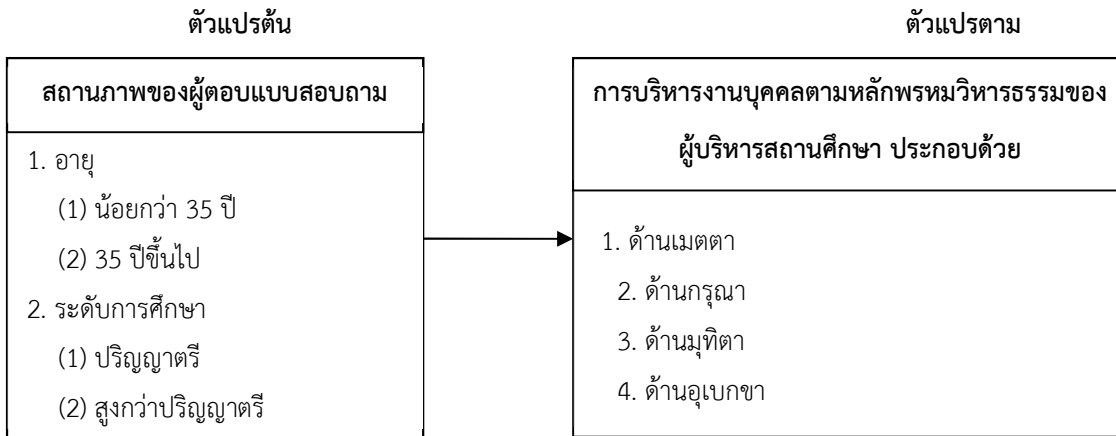 ตัวแปรต้น
ตัวแปรตาม
สถานภาพของผู้ตอบแบบสอบถาม
1. อายุ
(1) น้อยกว่า 35 ปี
(2) 35 ปีขึ้นไป
2. ระดับการศึกษา
(1) ปริญญาตรี
(2) สูงกว่าปริญญาตรี
การบริหารงานบุคคลตามหลักพรหมวิหารธรรมของ
ผู้บริหารสถานศึกษา ประกอบด้วย
1. ด้านเมตตา
2. ด้านกรุณา
3. ด้านมุทิตา
4. ด้านอุเบกขา